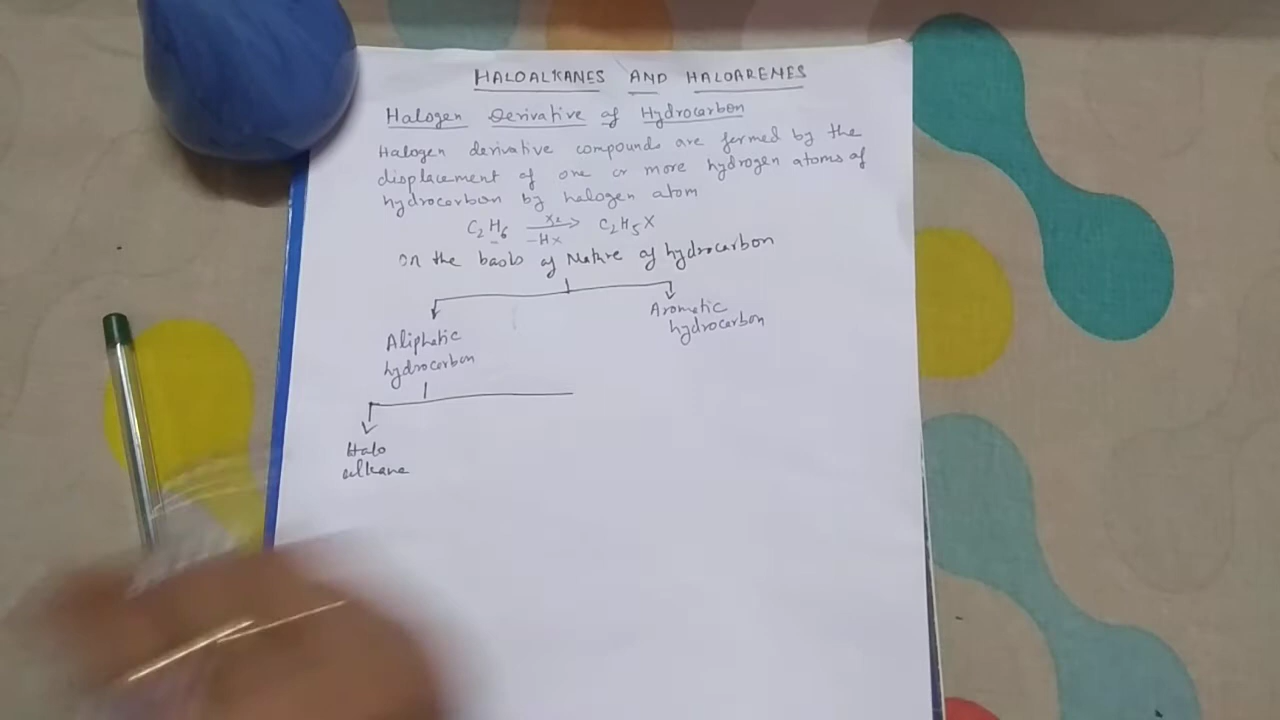 HALOALKANES AND HALOARENES
Halogen Derivative of Hydrocarbon
Halogen derivative compounds are formed by the
displacement of one or more hydrogen atoms of
hydrocarbon by halogen atom
C₂H₆ X₂ → -HX C₂H₅X
On the basis of Nature of hydrocarbon
Aliphatic
hydrocarbon
Aromatic
hydrocarbon
Halo
alkane